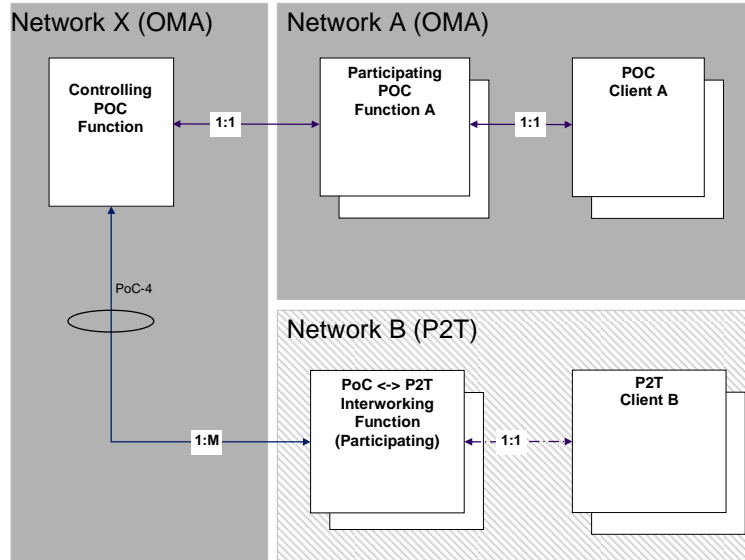 Network X (OMA)
Controlling
POC
Function
1:1
PoC-4
1:M
Network A (OMA)
Participating
POC
Function A
1:1
POC
Client A
Network B (P2T)
PoC <-> P2T
Interworking
Function
(Participating)
1:1
P2T
Client B